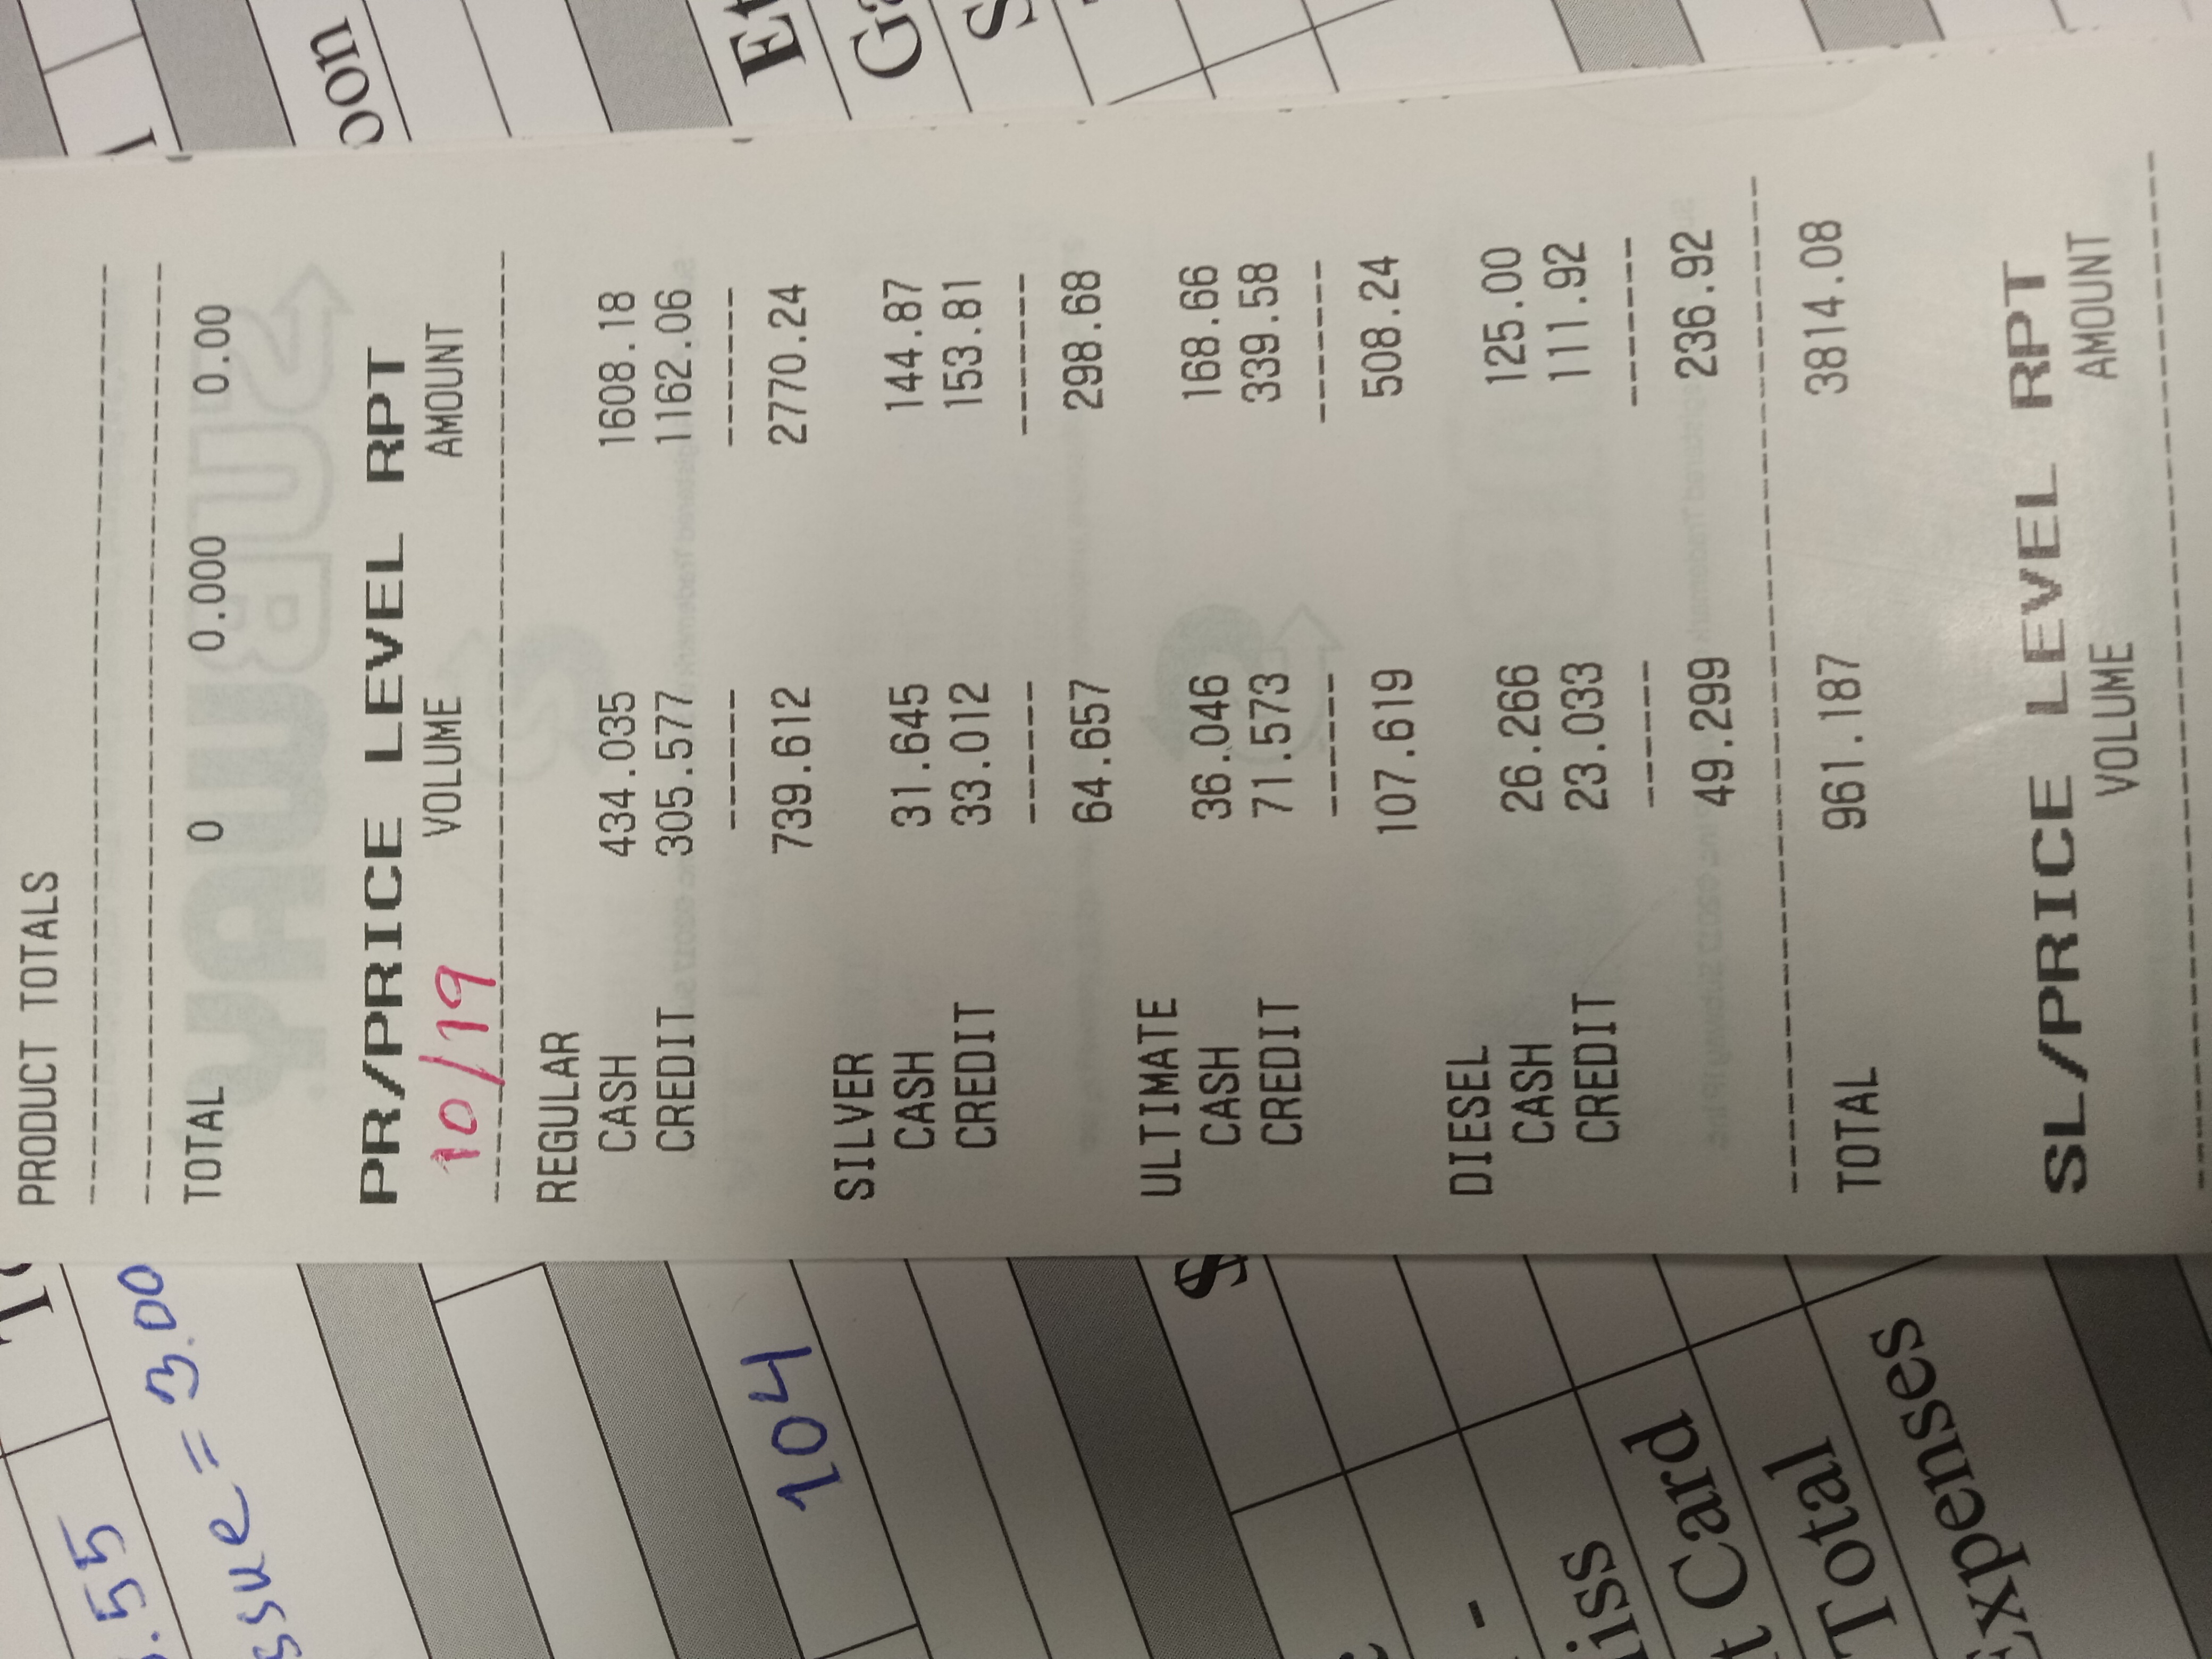 PRODUCT TOTALS
TOTAL 0 0.000 0.00
PR/PRICE LEVEL RPT
10/19 VOLUME AMOUNT
REGULAR
CASH 434.035 1608.18
CREDIT 305.577 1162.06
739.612 2770.24
SILVER
CASH 31.645 144.87
CREDIT 33.012 153.81
64.657 298.68
ULTIMATE
CASH 36.046 168.66
CREDIT 71.573 339.58
107.619 508.24
DIESEL
CASH 26.266 125.00
CREDIT 23.033 111.92
49.299 236.92
TOTAL 961.187 3814.08
SL/PRICE LEVEL RPT
VOLUME AMOUNT
.55
ssue = 3.00
104
$
-
iss
t Card
Total
Expenses
oon
Et
Ga
S
SUBWAY